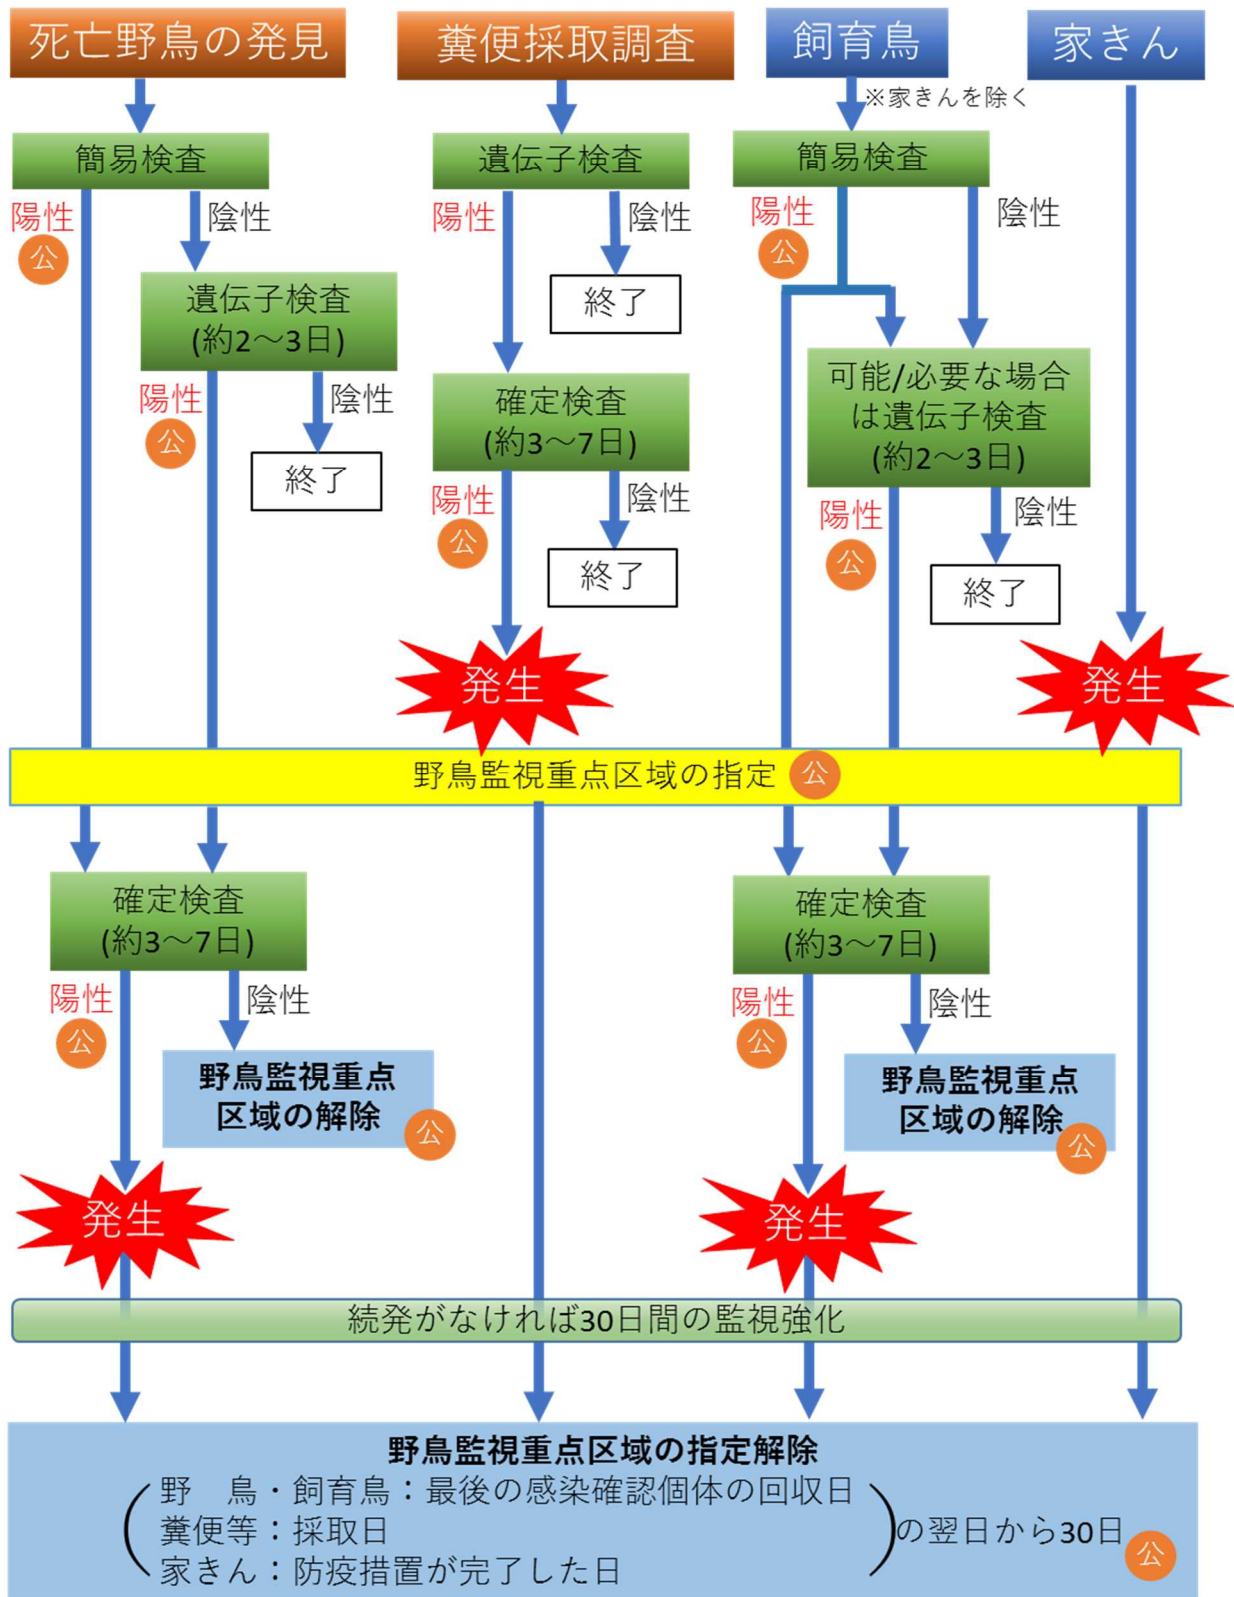 死亡野鳥の発見
糞便採取調査
飼育鳥
家きん
※家きんを除く
簡易検査
遺伝子検査
簡易検査
陽性
公
陰性
陽性
陰性
陽性
公
陰性
遺伝子検査
(約2～3日)
終了
陽性
公
陰性
確定検査
(約3～7日)
可能/必要な場合
は遺伝子検査
(約2～3日)
終了
陽性
公
陰性
陽性
公
陰性
終了
終了
発生
発生
野鳥監視重点区域の指定
公
確定検査
(約3～7日)
確定検査
(約3～7日)
陽性
公
陰性
陽性
公
陰性
野鳥監視重点
区域の解除
公
野鳥監視重点
区域の解除
公
発生
発生
続発がなければ30日間の監視強化
野鳥監視重点区域の指定解除
野　鳥・飼育鳥：最後の感染確認個体の回収日
糞便等：採取日
家きん：防疫措置が完了した日
の翌日から30日
公